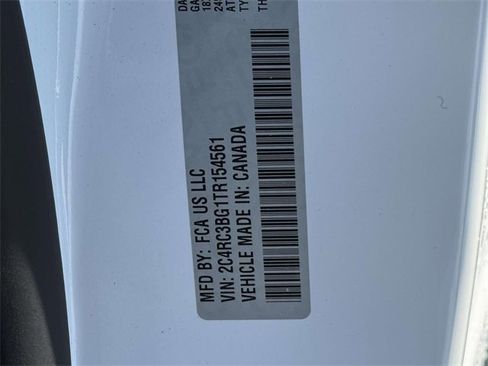 MFD BY: FCA US LLC
VIN: 2C4RC3BG1TR154561
VEHICLE MADE IN: CANADA